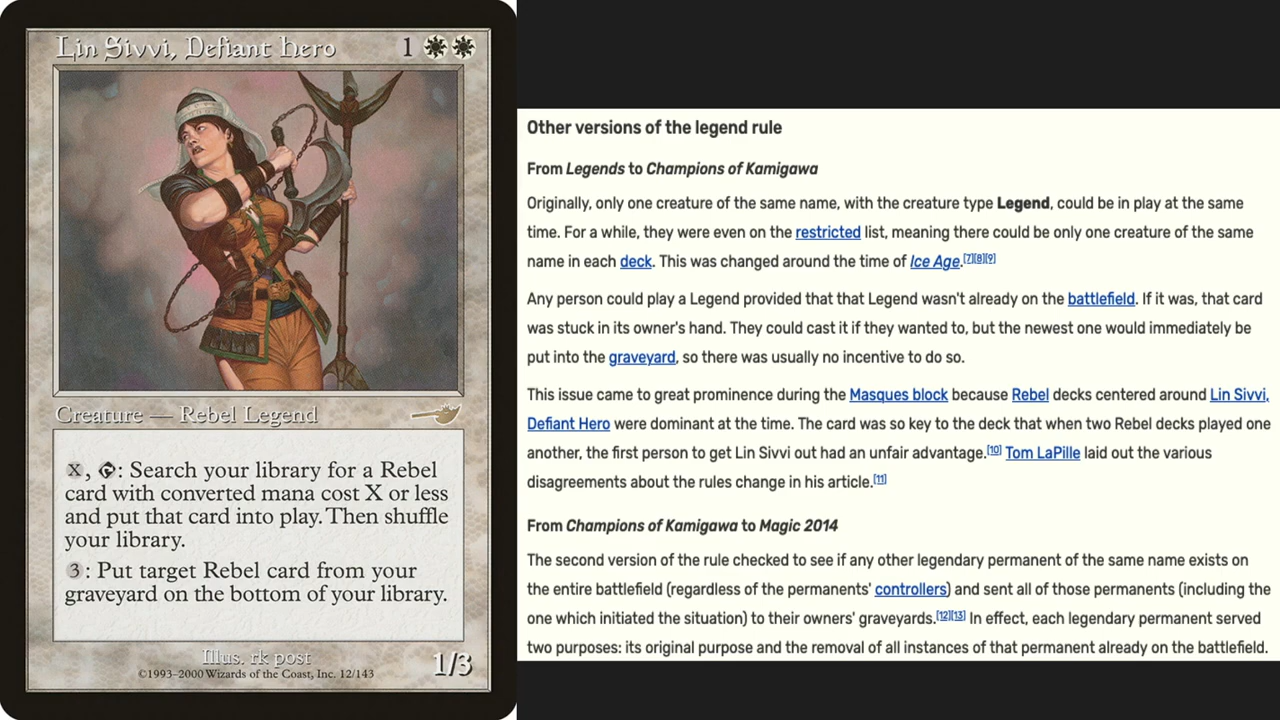 Lin Sivvi, Defiant Hero 1
Creature — Rebel Legend
X, : Search your library for a Rebel
card with converted mana cost X or less
and put that card into play. Then shuffle
your library.
3: Put target Rebel card from your
graveyard on the bottom of your library.
Illus. rk post
©1993–2000 Wizards of the Coast, Inc. 12/143
1/3
Other versions of the legend rule
From Legends to Champions of Kamigawa
Originally, only one creature of the same name, with the creature type Legend, could be in play at the same
time. For a while, they were even on the restricted list, meaning there could be only one creature of the same
name in each deck. This was changed around the time of Ice Age.[7][8][9]
Any person could play a Legend provided that that Legend wasn't already on the battlefield. If it was, that card
was stuck in its owner's hand. They could cast it if they wanted to, but the newest one would immediately be
put into the graveyard, so there was usually no incentive to do so.
This issue came to great prominence during the Masques block because Rebel decks centered around Lin Sivvi,
Defiant Hero were dominant at the time. The card was so key to the deck that when two Rebel decks played one
another, the first person to get Lin Sivvi out had an unfair advantage.[10] Tom LaPille laid out the various
disagreements about the rules change in his article.[11]
From Champions of Kamigawa to Magic 2014
The second version of the rule checked to see if any other legendary permanent of the same name exists on
the entire battlefield (regardless of the permanents' controllers) and sent all of those permanents (including the
one which initiated the situation) to their owners' graveyards.[12][13] In effect, each legendary permanent served
two purposes: its original purpose and the removal of all instances of that permanent already on the battlefield.